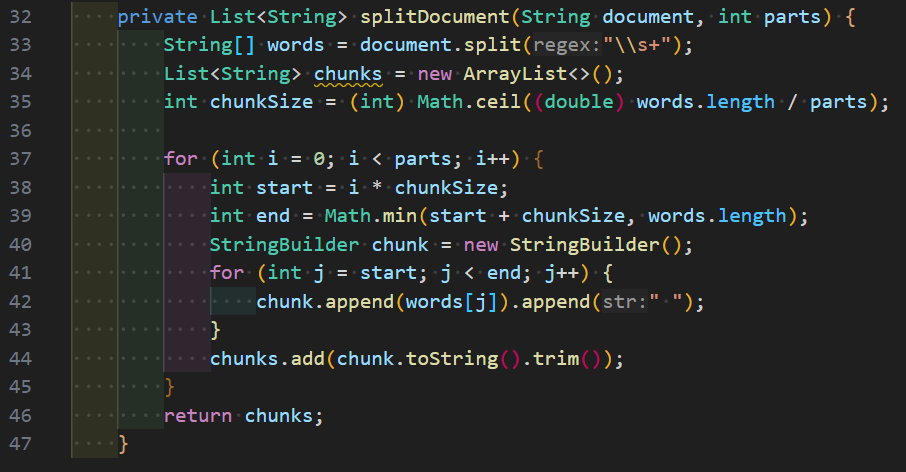 32 private List<String> splitDocument(String document, int parts) {
33 String[] words = document.split(regex:"\\s+");
34 List<String> chunks = new ArrayList<>();
35 int chunkSize = (int) Math.ceil((double) words.length / parts);
36
37 for (int i = 0; i < parts; i++) {
38 int start = i * chunkSize;
39 int end = Math.min(start + chunkSize, words.length);
40 StringBuilder chunk = new StringBuilder();
41 for (int j = start; j < end; j++) {
42 chunk.append(words[j]).append(str:" ");
43 }
44 chunks.add(chunk.toString().trim());
45 }
46 return chunks;
47 }